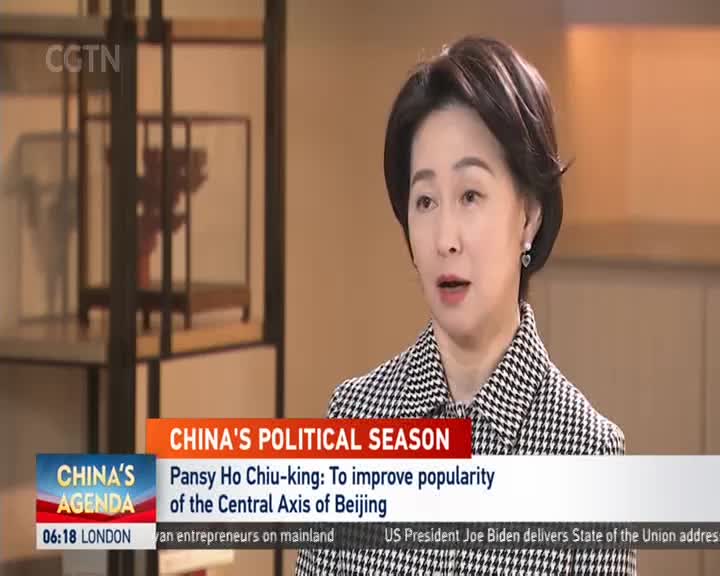 CGTN
CHINA'S POLITICAL SEASON
CHINA'S
AGENDA
Pansy Ho Chiu-king: To improve popularity
of the Central Axis of Beijing
06:18 LONDON
entrepreneurs on mainland US President Joe Biden delivers State of the Union address